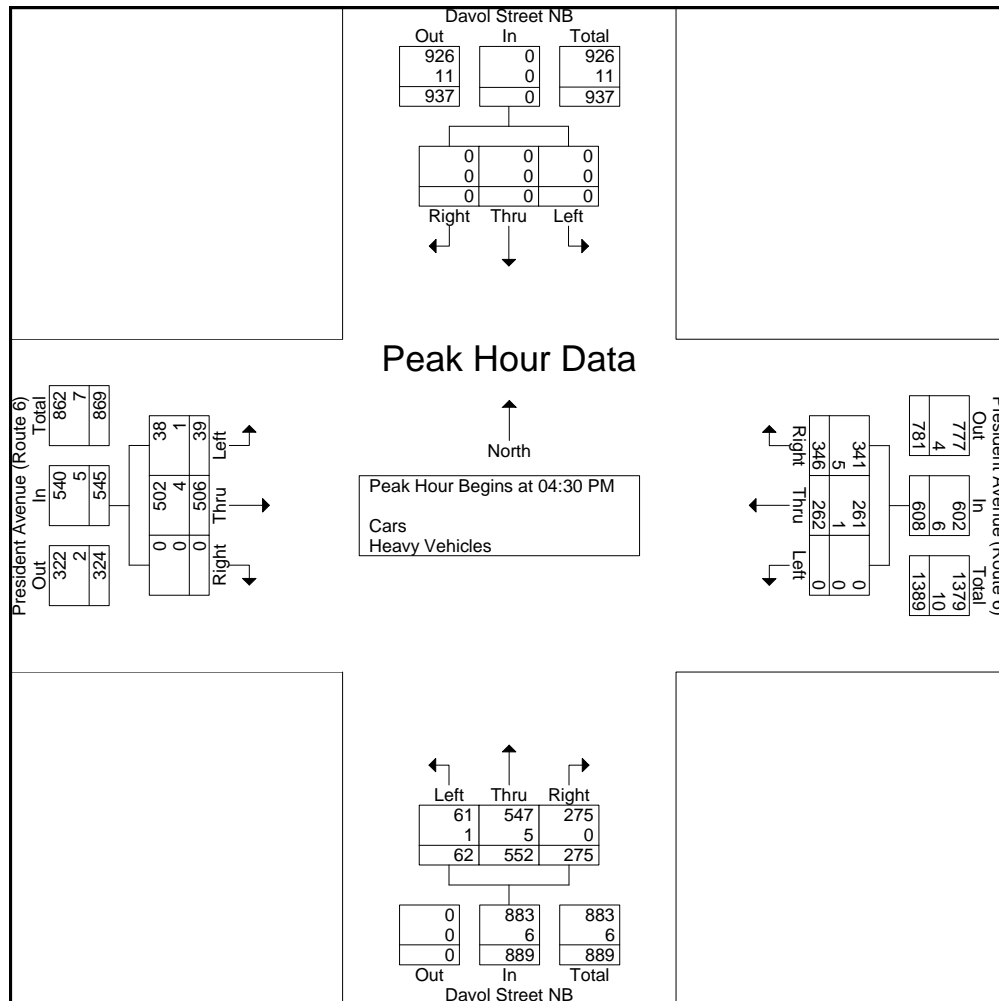 Davol Street NB
Out In Total
926 0 926
11 0 11
937 0 937
0 0 0
0 0 0
0 0 0
Right Thru Left
Peak Hour Data
North
Peak Hour Begins at 04:30 PM
Cars
Heavy Vehicles
President Avenue (Route 6)
Total In Out
862 540 322
7 5 2
869 545 324
38 502 0
1 4 0
39 506 0
Left Thru Right
President Avenue (Route 6)
Out In Total
777 602 1379
4 6 10
781 608 1389
341 261 0
5 1 0
346 262 0
Right Thru Left
Left Thru Right
61 547 275
1 5 0
62 552 275
0 883 883
0 6 6
0 889 889
Out In Total
Davol Street NB